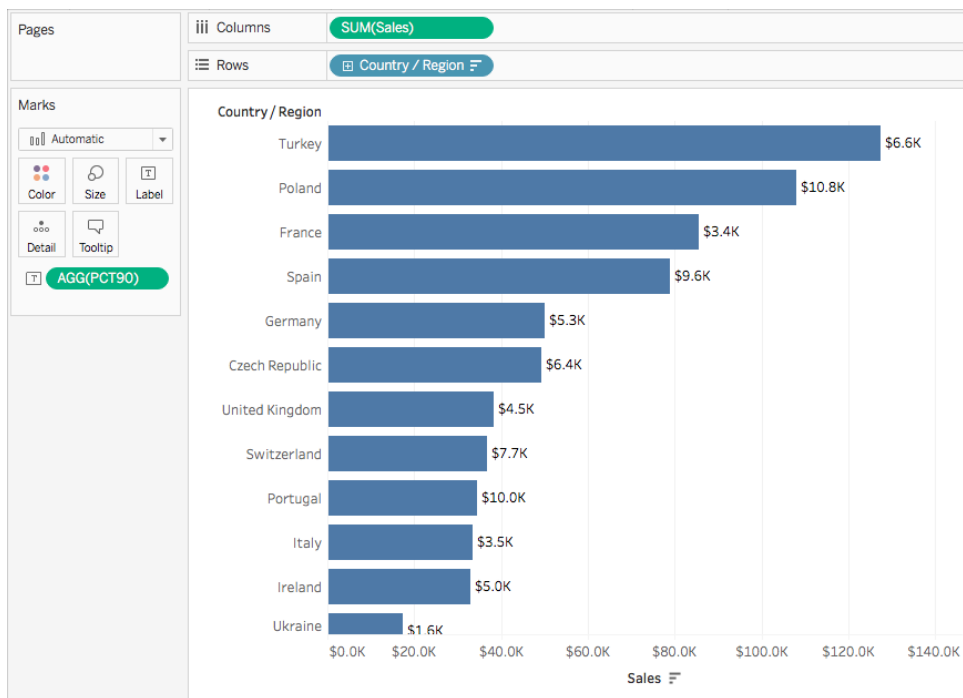 Pages
Columns
SUM(Sales)
Rows
Country / Region
Marks
Automatic
Color
Size
T
Label
Detail
Tooltip
T
AGG(PCT90)
Country / Region
Turkey
$6.6K
Poland
$10.8K
France
$3.4K
Spain
$9.6K
Germany
$5.3K
Czech Republic
$6.4K
United Kingdom
$4.5K
Switzerland
$7.7K
Portugal
$10.0K
Italy
$3.5K
Ireland
$5.0K
Ukraine
$1.6K
$0.0K $20.0K $40.0K $60.0K $80.0K $100.0K $120.0K $140.0K
Sales